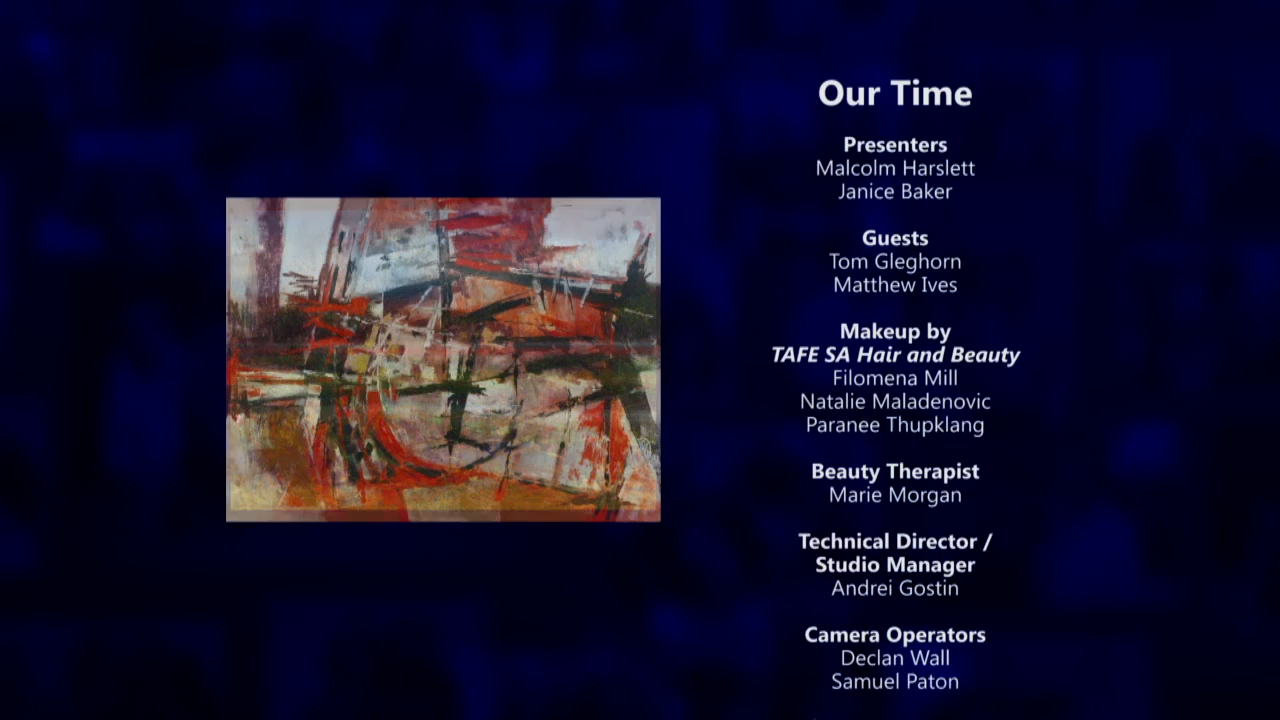 Our Time
Presenters
Malcolm Harslett
Janice Baker
Guests
Tom Gleghorn
Matthew Ives
Makeup by
TAFE SA Hair and Beauty
Filomena Mill
Natalie Maladenovic
Paranee Thupklang
Beauty Therapist
Marie Morgan
Technical Director /
Studio Manager
Andrei Gostin
Camera Operators
Declan Wall
Samuel Paton